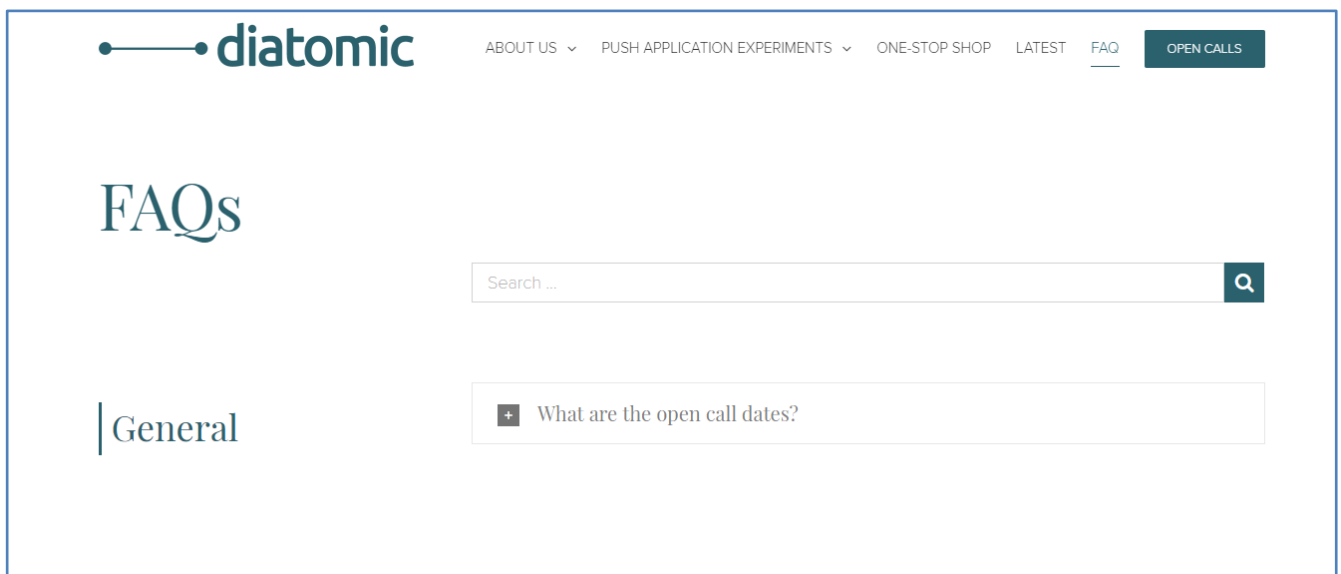 diatomic
ABOUT US
PUSH APPLICATION EXPERIMENTS
ONE-STOP SHOP
LATEST
FAQ
OPEN CALLS
FAQs
Search ...
General
What are the open call dates?